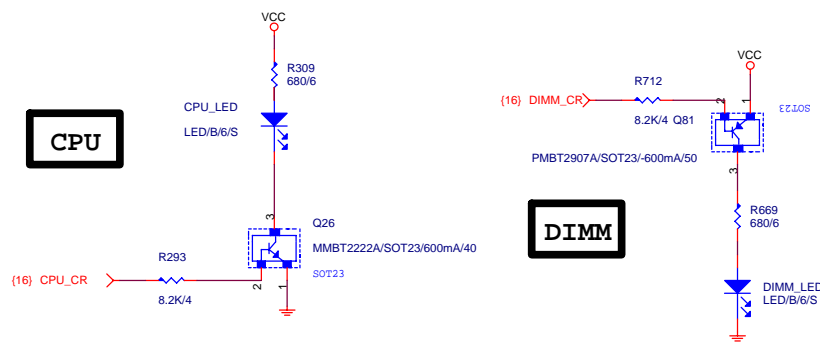 VCC
R309
680/6
CPU_LED
LED/B/6/S
CPU
3
Q26
MMBT2222A/SOT23/600mA/40
SOT23
2
1
R293
{16} CPU_CR
8.2K/4
VCC
R712
{16} DIMM_CR
8.2K/4 Q81
2
1
SOT23
PMBT2907A/SOT23/-600mA/50
3
R669
680/6
DIMM
DIMM_LED
LED/B/6/S